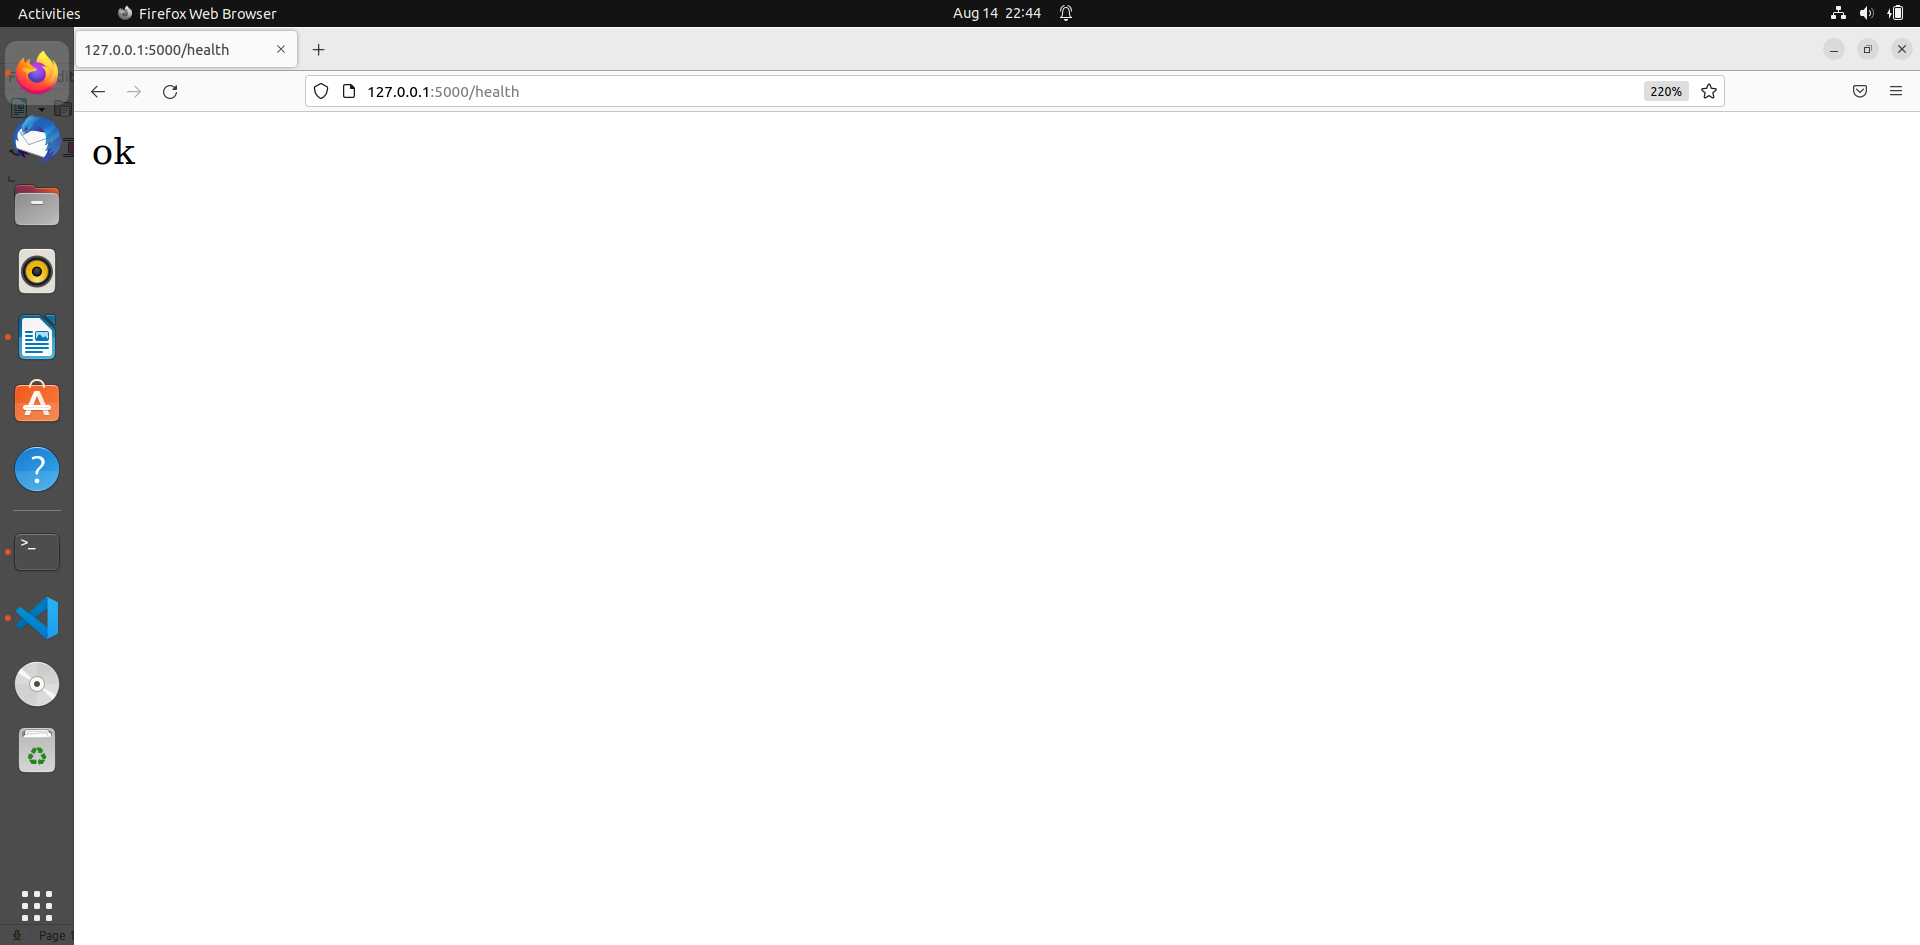 Activities
Firefox Web Browser
Aug 14 22:44
127.0.0.1:5000/health
127.0.0.1:5000/health
220%
ok
>_
Page 1